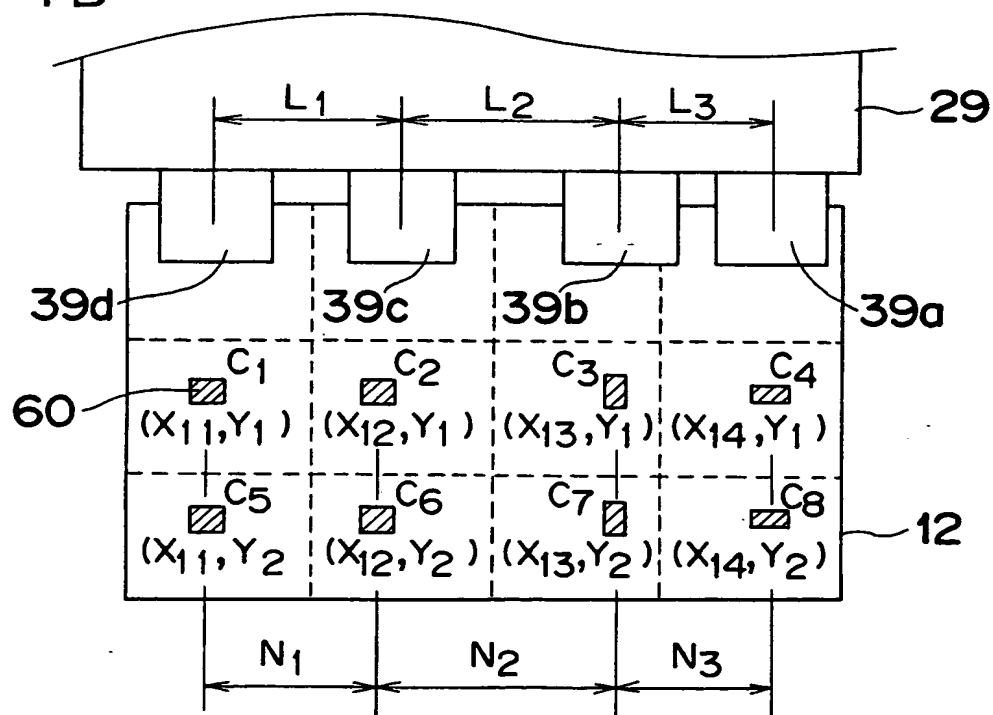 L1 L2 L3 29
39d 39c 39b 39a
C1 C2 C3 C4
60
(X11,Y1) (X12,Y1) (X13,Y1) (X14,Y1)
C5 C6 C7 C8
12
(X11,Y2) (X12,Y2) (X13,Y2) (X14,Y2)
N1 N2 N3